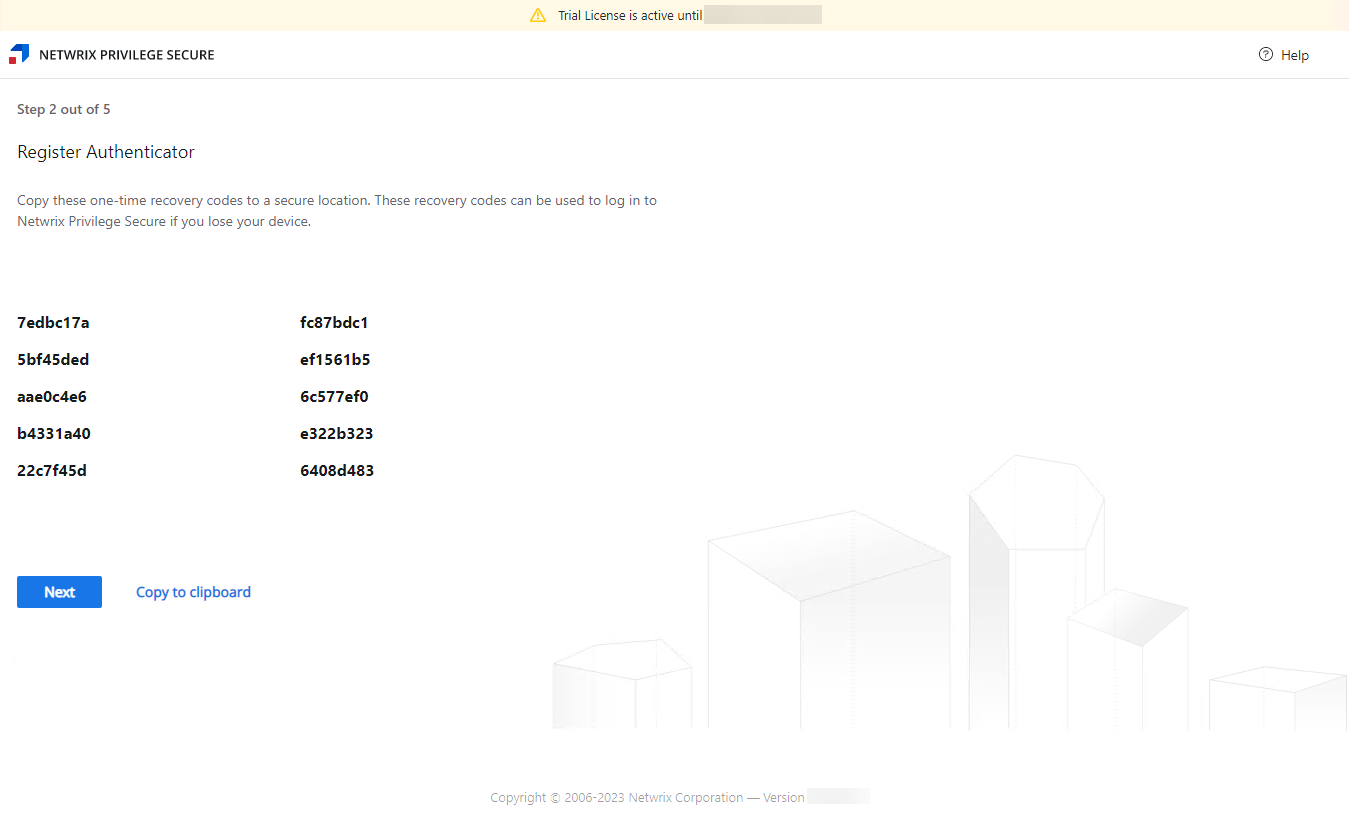 Trial License is active until
NETWRIX PRIVILEGE SECURE
Help
Step 2 out of 5
Register Authenticator
Copy these one-time recovery codes to a secure location. These recovery codes can be used to log in to
Netwrix Privilege Secure if you lose your device.
7edbc17a fc87bdc1
5bf45ded ef1561b5
aae0c4e6 6c577ef0
b4331a40 e322b323
22c7f45d 6408d483
Next Copy to clipboard
Copyright © 2006-2023 Netwrix Corporation — Version